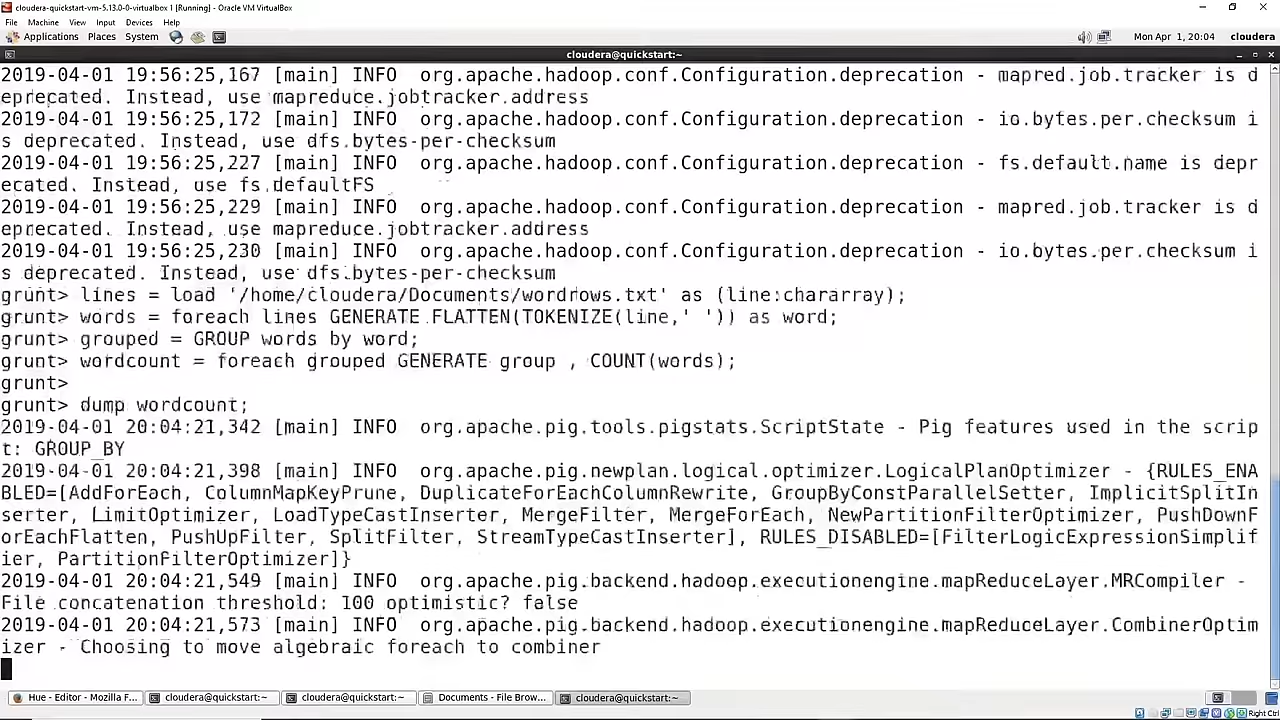 cloudera-quickstart-vm-5.13.0-0-virtualbox 1 [Running] - Oracle VM VirtualBox
File Machine View Input Devices Help
Applications Places System Mon Apr 1, 20:04 cloudera
cloudera@quickstart:~
2019-04-01 19:56:25,167 [main] INFO  org.apache.hadoop.conf.Configuration.deprecation - mapred.job.tracker is d
eprecated. Instead, use mapreduce.jobtracker.address
2019-04-01 19:56:25,172 [main] INFO  org.apache.hadoop.conf.Configuration.deprecation - io.bytes.per.checksum i
s deprecated. Instead, use dfs.bytes-per-checksum
2019-04-01 19:56:25,227 [main] INFO  org.apache.hadoop.conf.Configuration.deprecation - fs.default.name is depr
ecated. Instead, use fs.defaultFS
2019-04-01 19:56:25,229 [main] INFO  org.apache.hadoop.conf.Configuration.deprecation - mapred.job.tracker is d
eprecated. Instead, use mapreduce.jobtracker.address
2019-04-01 19:56:25,230 [main] INFO  org.apache.hadoop.conf.Configuration.deprecation - io.bytes.per.checksum i
s deprecated. Instead, use dfs.bytes-per-checksum
grunt> lines = load '/home/cloudera/Documents/wordrows.txt' as (line:chararray);
grunt> words = foreach lines GENERATE FLATTEN(TOKENIZE(line,' ')) as word;
grunt> grouped = GROUP words by word;
grunt> wordcount = foreach grouped GENERATE group , COUNT(words);
grunt>
grunt> dump wordcount;
2019-04-01 20:04:21,342 [main] INFO  org.apache.pig.tools.pigstats.ScriptState - Pig features used in the scrip
t: GROUP_BY
2019-04-01 20:04:21,398 [main] INFO  org.apache.pig.newplan.logical.optimizer.LogicalPlanOptimizer - {RULES_ENA
BLED=[AddForEach, ColumnMapKeyPrune, DuplicateForEachColumnRewrite, GroupByConstParallelSetter, ImplicitSplitIn
serter, LimitOptimizer, LoadTypeCastInserter, MergeFilter, MergeForEach, NewPartitionFilterOptimizer, PushDownF
orEachFlatten, PushUpFilter, SplitFilter, StreamTypeCastInserter], RULES_DISABLED=[FilterLogicExpressionSimplif
ier, PartitionFilterOptimizer]}
2019-04-01 20:04:21,549 [main] INFO  org.apache.pig.backend.hadoop.executionengine.mapReduceLayer.MRCompiler -
File concatenation threshold: 100 optimistic? false
2019-04-01 20:04:21,573 [main] INFO  org.apache.pig.backend.hadoop.executionengine.mapReduceLayer.CombinerOptim
izer - Choosing to move algebraic foreach to combiner
Hue - Editor - Mozilla F... cloudera@quickstart:~ cloudera@quickstart:~ Documents - File Brow... cloudera@quickstart:~
Right Ctrl